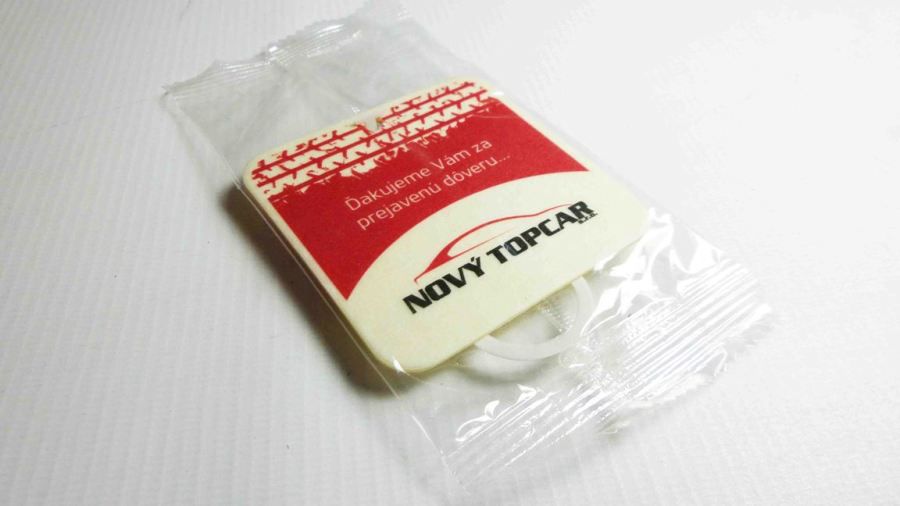 Ďakujeme Vám za
prejavenú dôveru...
NOVÝ TOPCAR
s.r.o.